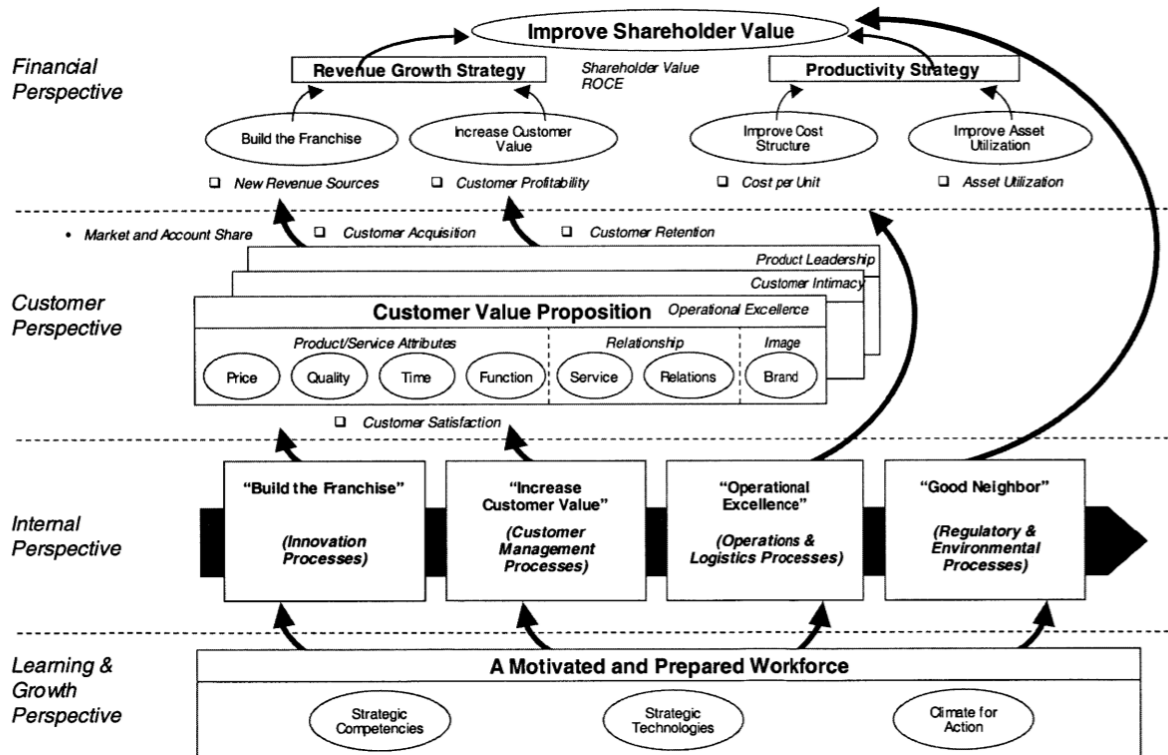 Improve Shareholder Value
Financial
Perspective
Revenue Growth Strategy
Shareholder Value
ROCE
Productivity Strategy
Build the Franchise
Increase Customer
Value
Improve Cost
Structure
Improve Asset
Utilization
❑ New Revenue Sources
❑ Customer Profitability
❑ Cost per Unit
❑ Asset Utilization
• Market and Account Share
❑ Customer Acquisition
❑ Customer Retention
Product Leadership
Customer Intimacy
Customer
Perspective
Customer Value Proposition
Operational Excellence
Product/Service Attributes
Relationship
Image
Price
Quality
Time
Function
Service
Relations
Brand
❑ Customer Satisfaction
Internal
Perspective
“Build the Franchise”
(Innovation
Processes)
“Increase
Customer Value”
(Customer
Management
Processes)
“Operational
Excellence”
(Operations &
Logistics Processes)
“Good Neighbor”
(Regulatory &
Environmental
Processes)
Learning &
Growth
Perspective
A Motivated and Prepared Workforce
Strategic
Competencies
Strategic
Technologies
Climate for
Action